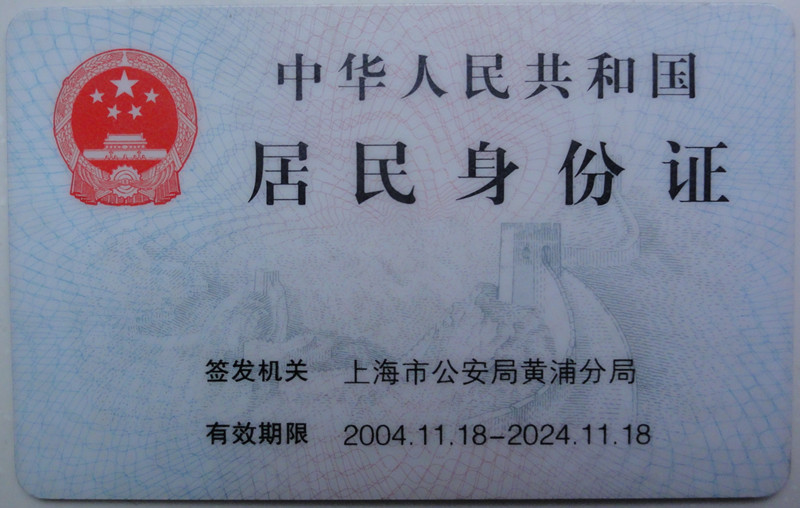 中华人民共和国
居民身份证
签发机关 上海市公安局黄浦分局
有效期限 2004.11.18-2024.11.18